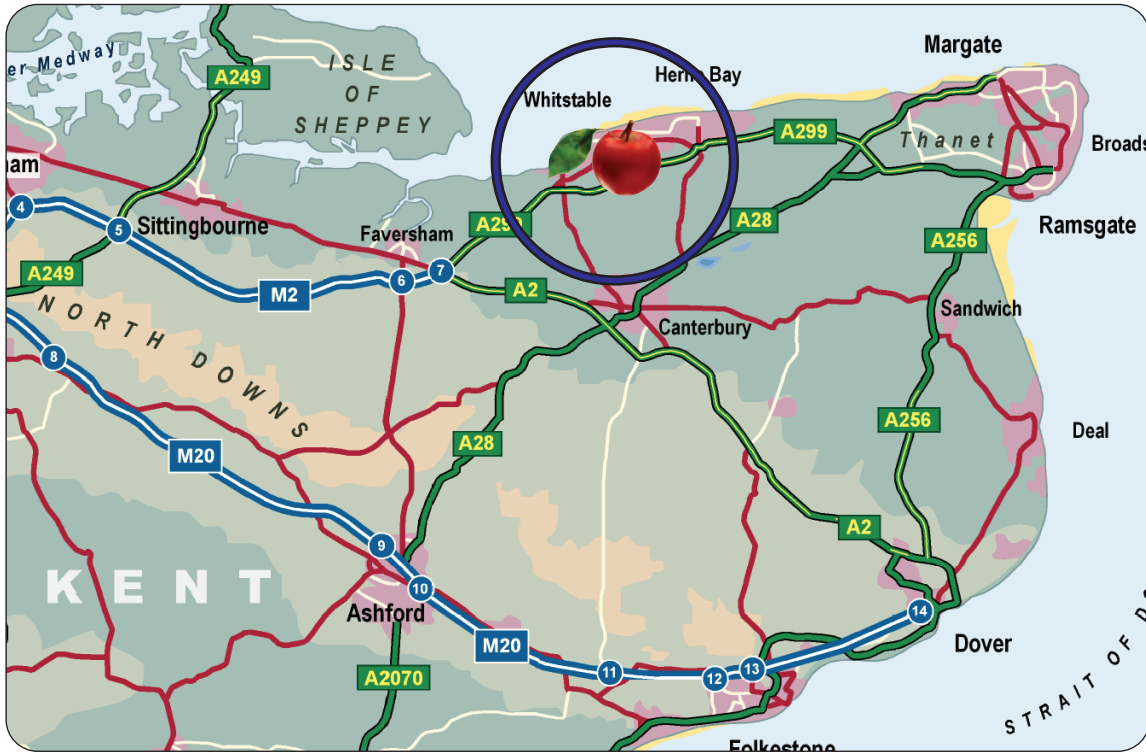 er Medway
A249
ISLE
OF
SHEPPEY
Herne Bay
Whitstable
Margate
A299
Thanet
Broads
ham
4
5
Sittingbourne
Faversham
A28
A256
Ramsgate
A249
M2
6
7
A2
NORTH DOWNS
Canterbury
Sandwich
8
M20
A28
A256
Deal
9
A2
10
KENT
Ashford
14
M20
Dover
11
12
13
A2070
STRAIT OF D
Folkestone